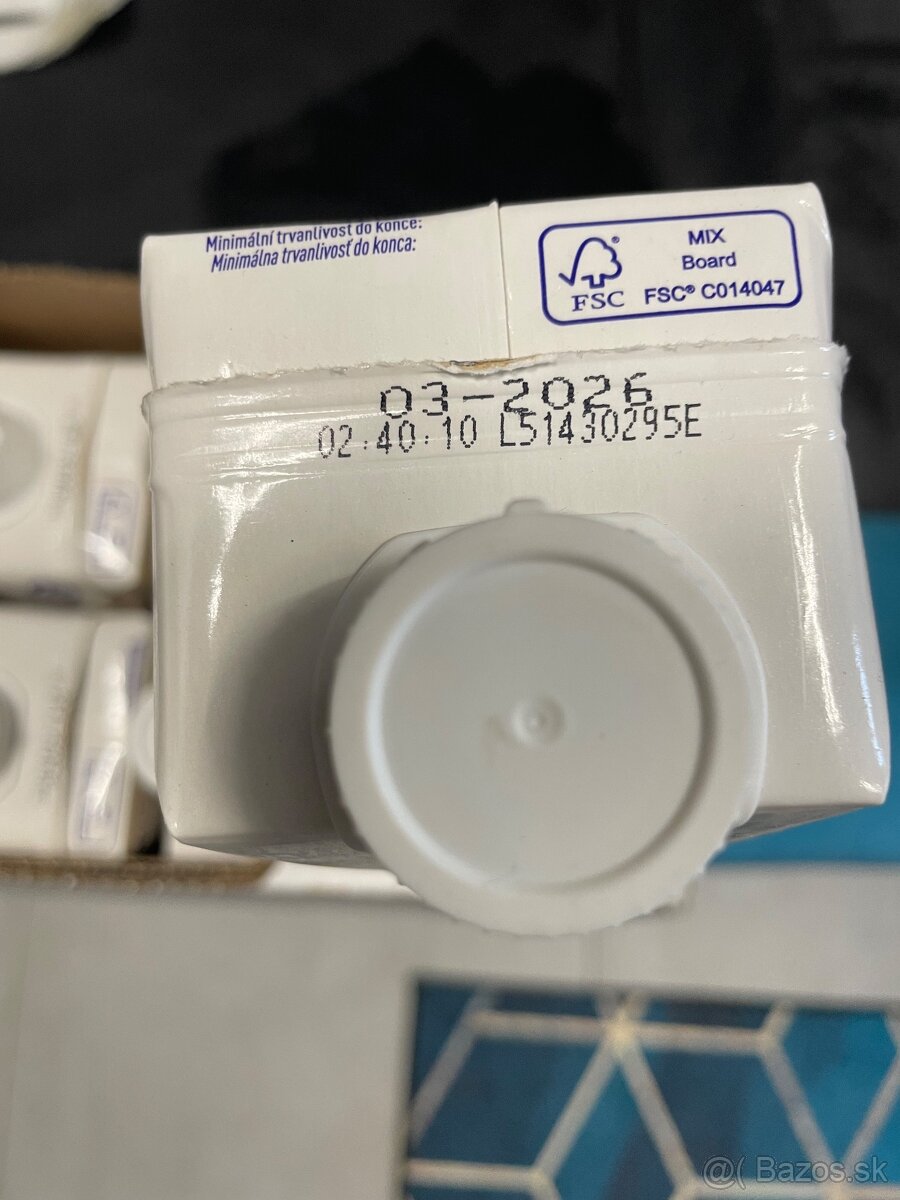 Minimální trvanlivost do konce:
Minimálna trvanlivosť do konca:
MIX
Board
FSC® C014047
FSC
03-2026
02:40:10 L51430295E
@( Bazos.sk